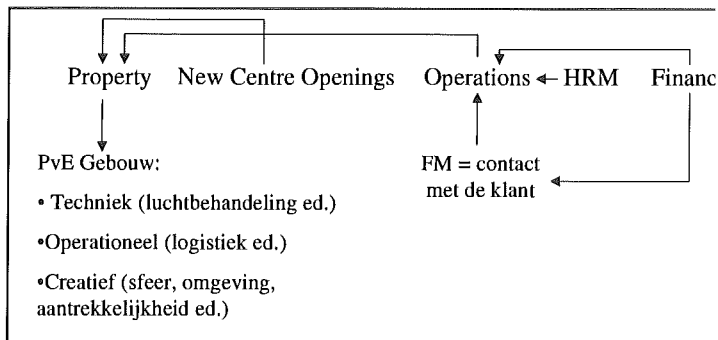 Property New Centre Openings Operations HRM Financ
PvE Gebouw:
• Techniek (luchtbehandeling ed.)
•Operationeel (logistiek ed.)
•Creatief (sfeer, omgeving,
aantrekkelijkheid ed.)
FM = contact
met de klant